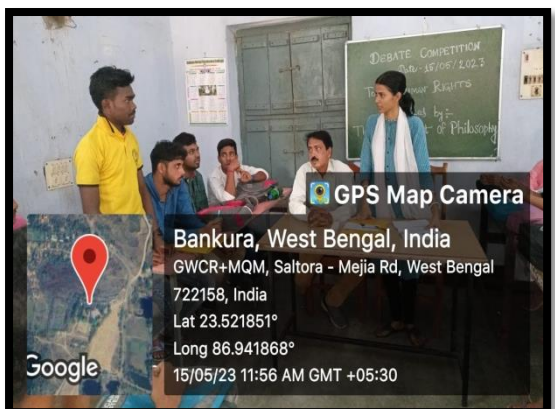 DEBATE COMPETITION
Date - 15/05/2023
RIGHTS
of Philosophy
GPS Map Camera
Bankura, West Bengal, India
GWCR+MQM, Saltora - Mejia Rd, West Bengal
722158, India
Lat 23.521851°
Long 86.941868°
15/05/23 11:56 AM GMT +05:30
Google